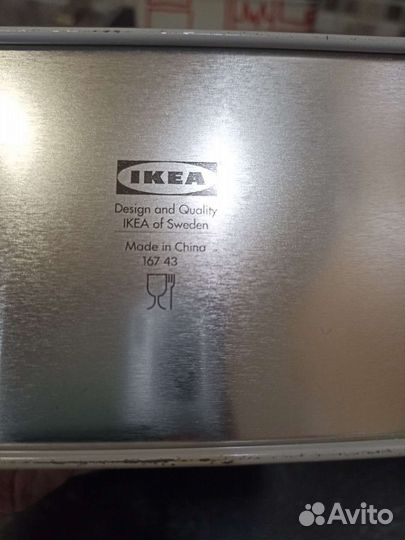 IKEA
Design and Quality
IKEA of Sweden
Made in China
167 43
Avito